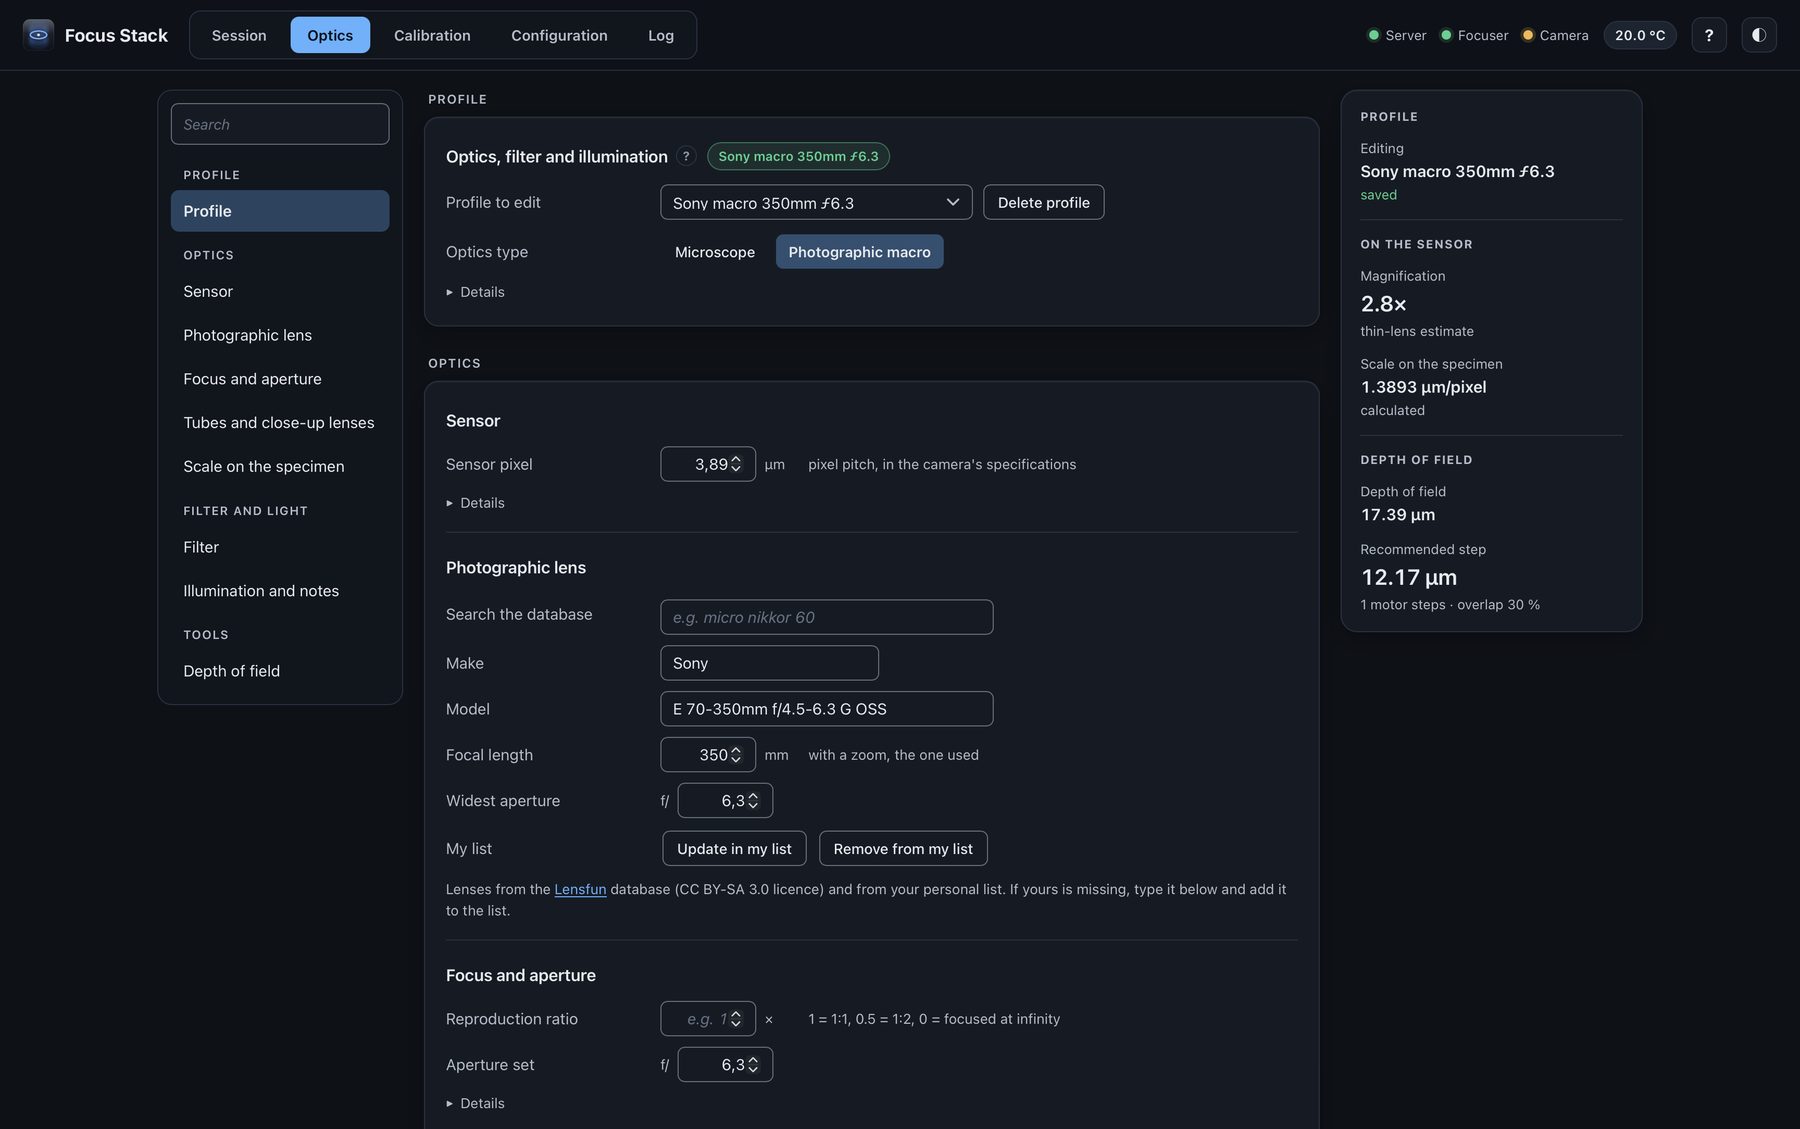 Focus Stack
Session
Optics
Calibration
Configuration
Log
Server
Focuser
Camera
20.0 °C
?
Search
PROFILE
Profile
OPTICS
Sensor
Photographic lens
Focus and aperture
Tubes and close-up lenses
Scale on the specimen
FILTER AND LIGHT
Filter
Illumination and notes
TOOLS
Depth of field
PROFILE
Optics, filter and illumination ? Sony macro 350mm ƒ6.3
Profile to edit Sony macro 350mm ƒ6.3 Delete profile
Optics type Microscope Photographic macro
▸ Details
OPTICS
Sensor
Sensor pixel 3,89 µm pixel pitch, in the camera's specifications
▸ Details
Photographic lens
Search the database e.g. micro nikkor 60
Make Sony
Model E 70-350mm f/4.5-6.3 G OSS
Focal length 350 mm with a zoom, the one used
Widest aperture f/ 6,3
My list Update in my list Remove from my list
Lenses from the Lensfun database (CC BY-SA 3.0 licence) and from your personal list. If yours is missing, type it below and add it
to the list.
Focus and aperture
Reproduction ratio e.g. 1 × 1 = 1:1, 0.5 = 1:2, 0 = focused at infinity
Aperture set f/ 6,3
▸ Details
PROFILE
Editing
Sony macro 350mm ƒ6.3
saved
ON THE SENSOR
Magnification
2.8×
thin-lens estimate
Scale on the specimen
1.3893 µm/pixel
calculated
DEPTH OF FIELD
Depth of field
17.39 µm
Recommended step
12.17 µm
1 motor steps · overlap 30 %